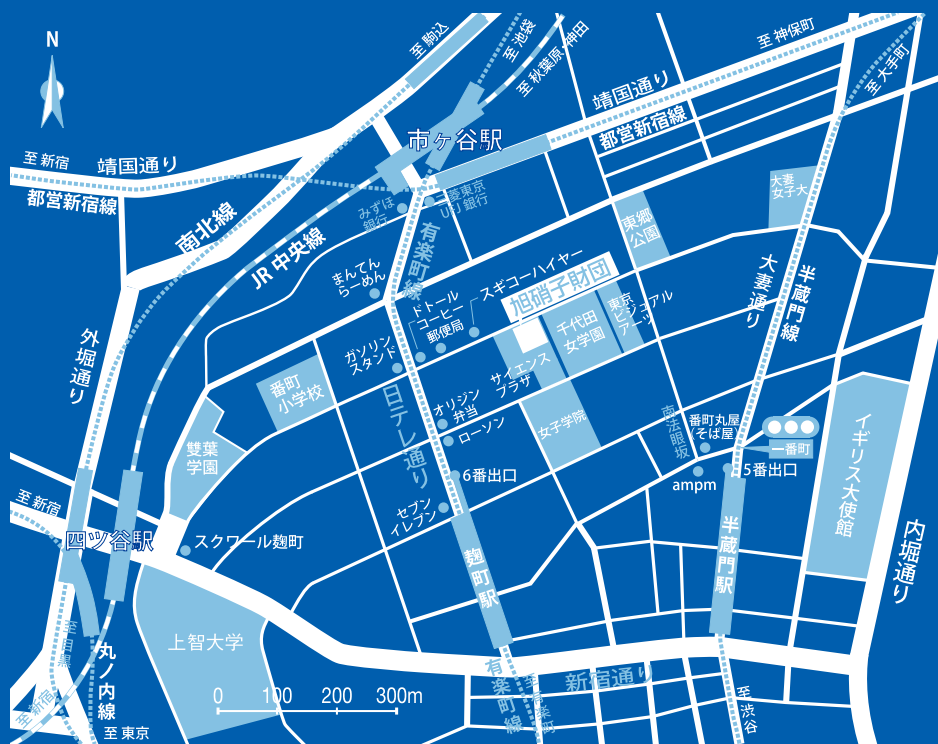 N
至 駒込
至 池袋
至 秋葉原、神田
至 神保町
至 大手町
靖国通り
都営新宿線
市ヶ谷駅
至 新宿
靖国通り
都営新宿線
南北線
JR 中央線
みずほ
銀行
三菱東京
UFJ 銀行
有楽町線
大妻
女子大
東郷
公園
まんてん
らーめん
ドトール
コーヒー
郵便局
スギコーハイヤー
旭硝子財団
千代田
女学園
東京
ビジュアル
アーツ
大妻通り
半蔵門線
外堀通り
ガソリン
スタンド
サイエンス
プラザ
番町
小学校
日テレ通り
オリジン
弁当
ローソン
女子学院
南法眼坂
番町丸屋
(そば屋)
一番町
イギリス大使館
雙葉
学園
6番出口
5番出口
ampm
セブン
イレブン
至 新宿
四ツ谷駅
スクワール麹町
麹町駅
半蔵門駅
内堀通り
上智大学
至 目黒
丸ノ内線
至 新宿
至 東京
0 100 200 300m
有楽町線
至 有楽町
新宿通り
至 渋谷